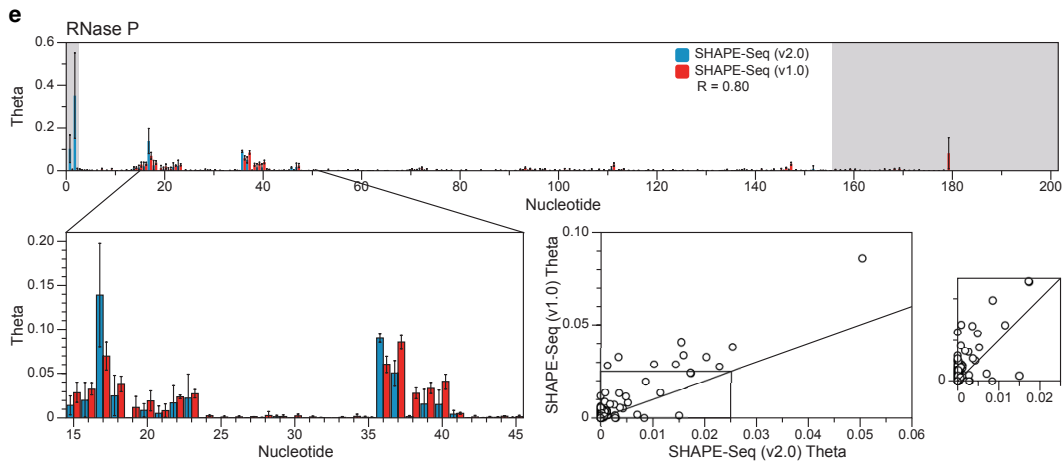 e
RNase P
0.6
0.4
0.2
0
Theta
SHAPE-Seq (v2.0)
SHAPE-Seq (v1.0)
R = 0.80
0 20 40 60 80 100 120 140 160 180 200
Nucleotide
0.20
0.15
0.10
0.05
0.00
Theta
15 20 25 30 35 40 45
Nucleotide
0.10
0.05
0
SHAPE-Seq (v1.0) Theta
0 0.01 0.02 0.03 0.04 0.05 0.06
SHAPE-Seq (v2.0) Theta
0
0 0.02